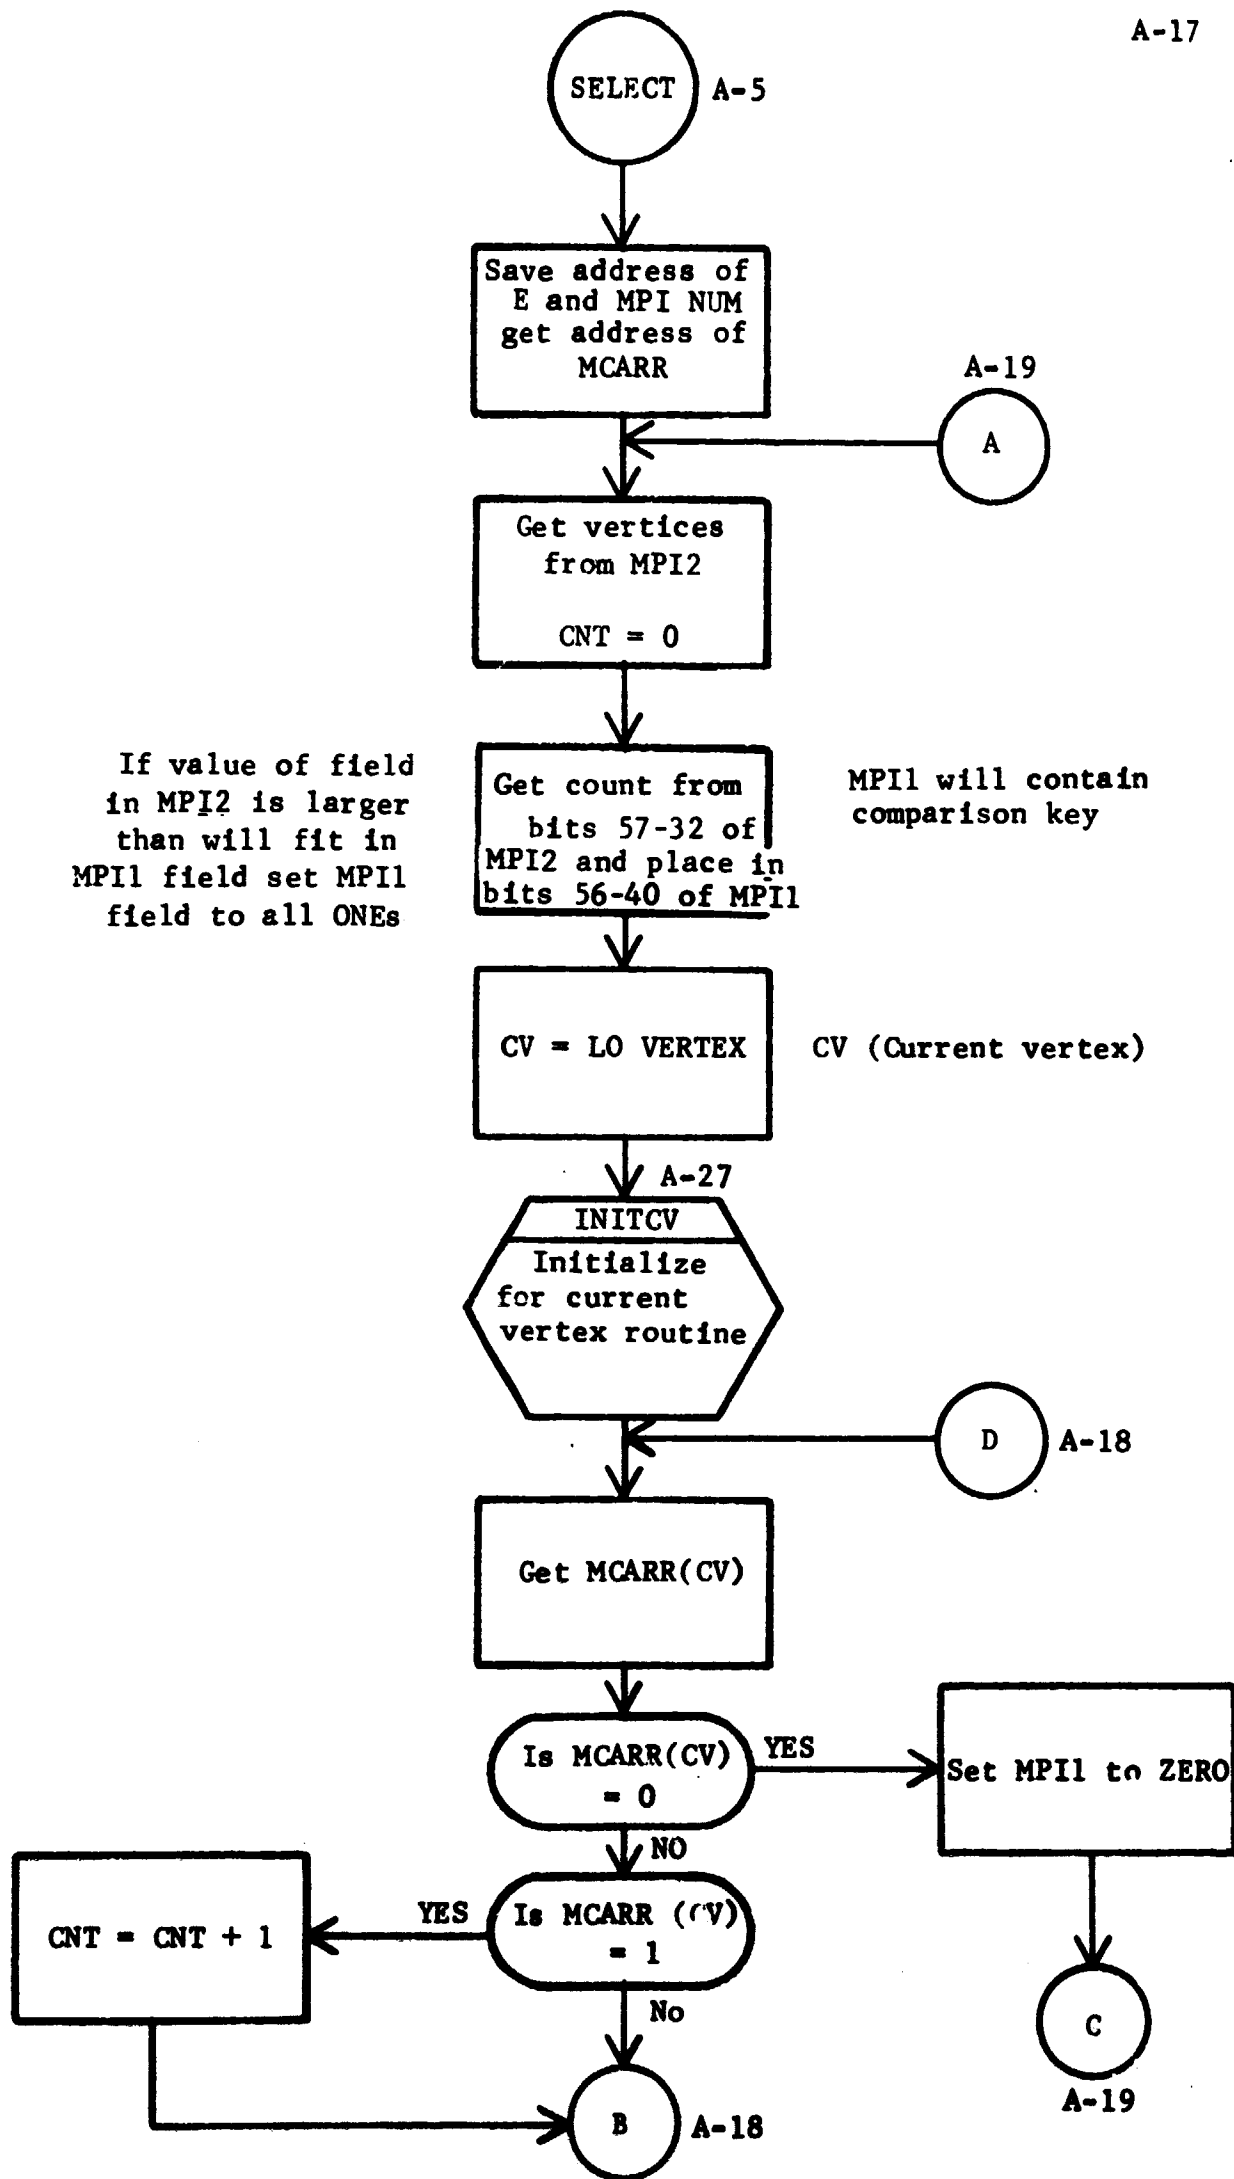 A-17
SELECT
A-5
Save address of
E and MPI NUM
get address of
MCARR
A-19
A
Get vertices
from MPI2
CNT = 0
If value of field
in MPI2 is larger
than will fit in
MPI1 field set MPI1
field to all ONEs
Get count from
bits 57-32 of
MPI2 and place in
bits 56-40 of MPI1
MPI1 will contain
comparison key
CV = LO VERTEX
CV (Current vertex)
A-27
INITCV
Initialize
for current
vertex routine
D
A-18
Get MCARR(CV)
Is MCARR(CV)
= 0
YES
Set MPI1 to ZERO
NO
CNT = CNT + 1
YES
Is MCARR (CV)
= 1
No
C
A-19
B
A-18